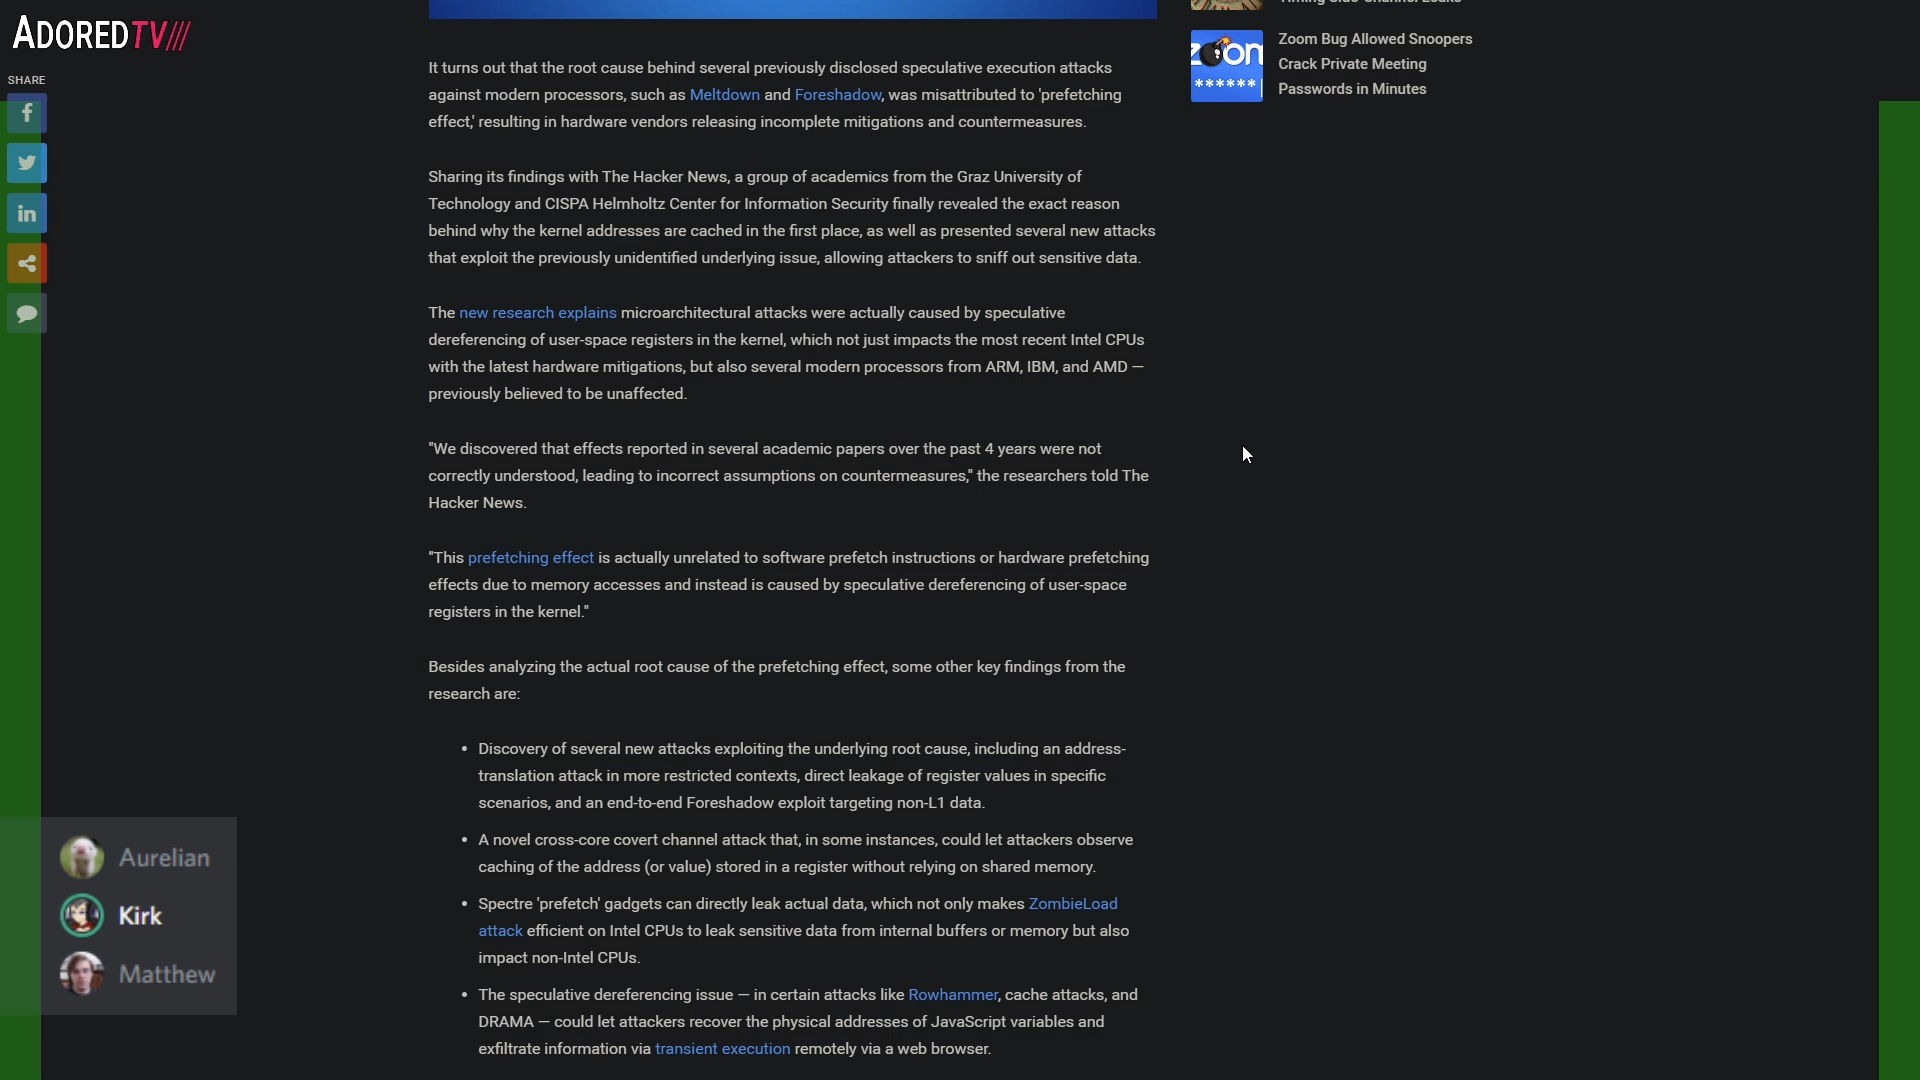 ADOREDTV
SHARE
Zoom Bug Allowed Snoopers
Crack Private Meeting
Passwords in Minutes
It turns out that the root cause behind several previously disclosed speculative execution attacks
against modern processors, such as Meltdown and Foreshadow, was misattributed to 'prefetching
effect,' resulting in hardware vendors releasing incomplete mitigations and countermeasures.
Sharing its findings with The Hacker News, a group of academics from the Graz University of
Technology and CISPA Helmholtz Center for Information Security finally revealed the exact reason
behind why the kernel addresses are cached in the first place, as well as presented several new attacks
that exploit the previously unidentified underlying issue, allowing attackers to sniff out sensitive data.
The new research explains microarchitectural attacks were actually caused by speculative
dereferencing of user-space registers in the kernel, which not just impacts the most recent Intel CPUs
with the latest hardware mitigations, but also several modern processors from ARM, IBM, and AMD —
previously believed to be unaffected.
"We discovered that effects reported in several academic papers over the past 4 years were not
correctly understood, leading to incorrect assumptions on countermeasures," the researchers told The
Hacker News.
"This prefetching effect is actually unrelated to software prefetch instructions or hardware prefetching
effects due to memory accesses and instead is caused by speculative dereferencing of user-space
registers in the kernel."
Besides analyzing the actual root cause of the prefetching effect, some other key findings from the
research are:
• Discovery of several new attacks exploiting the underlying root cause, including an address-
translation attack in more restricted contexts, direct leakage of register values in specific
scenarios, and an end-to-end Foreshadow exploit targeting non-L1 data.
• A novel cross-core covert channel attack that, in some instances, could let attackers observe
caching of the address (or value) stored in a register without relying on shared memory.
• Spectre 'prefetch' gadgets can directly leak actual data, which not only makes ZombieLoad
attack efficient on Intel CPUs to leak sensitive data from internal buffers or memory but also
impact non-Intel CPUs.
• The speculative dereferencing issue — in certain attacks like Rowhammer, cache attacks, and
DRAMA — could let attackers recover the physical addresses of JavaScript variables and
exfiltrate information via transient execution remotely via a web browser.
Aurelian
Kirk
Matthew